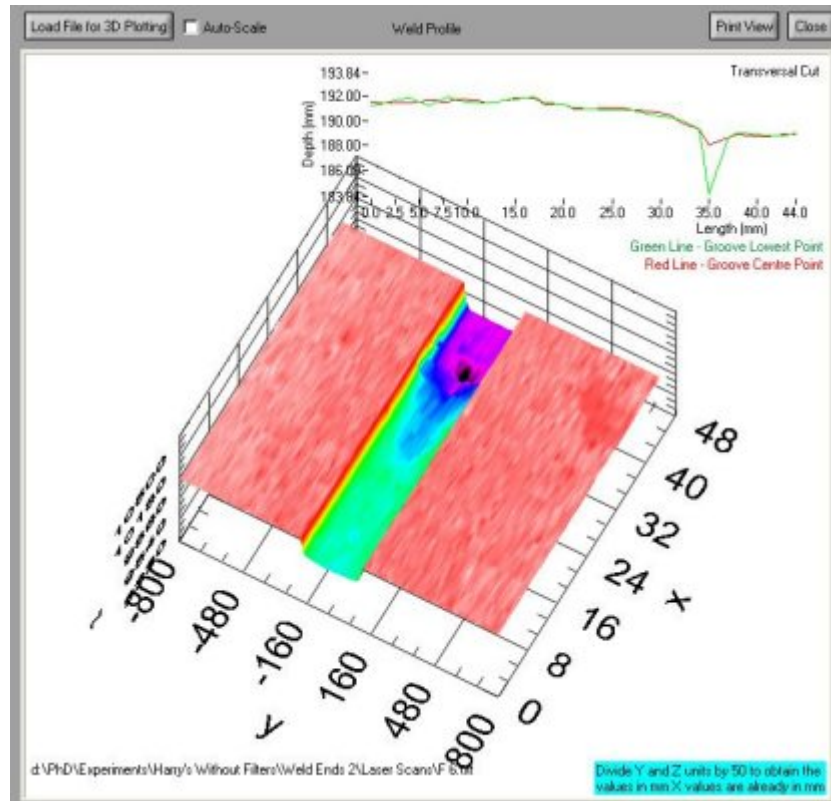 Load File for 3D Plotting Auto-Scale Weld Profile Print View Close
Transversal Cut
193.84
192.00
190.00
188.00
186.00
183.84
Depth (mm)
0.0 2.5 5.0 7.5 10.0 15.0 20.0 25.0 30.0 35.0 40.0 44.0
Length (mm)
Green Line - Groove Lowest Point
Red Line - Groove Centre Point
48
40
32
24
16
8
0
x
-800
-480
-160
160
480
800
y
Divide Y and Z units by 50 to obtain the
values in mm X values are already in mm
d:\PhD\Experiments\Harry's Without Filters\Weld Ends 2\Laser Scans\F